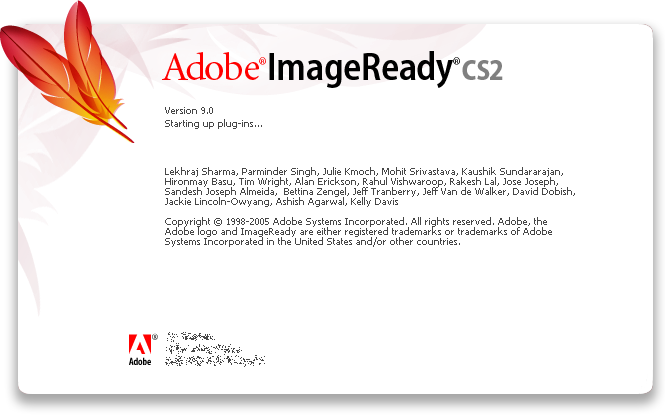 Adobe® ImageReady® CS2
Version 9.0
Starting up plug-ins...
Lekhraj Sharma, Parminder Singh, Julie Kmoch, Mohit Srivastava, Kaushik Sundararajan,
Hironmay Basu, Tim Wright, Alan Erickson, Rahul Vishwaroop, Rakesh Lal, Jose Joseph,
Sandesh Joseph Almeida,  Bettina Zengel, Jeff Tranberry, Jeff Van de Walker, David Dobish,
Jackie Lincoln-Owyang, Ashish Agarwal, Kelly Davis
Copyright © 1998-2005 Adobe Systems Incorporated. All rights reserved. Adobe, the
Adobe logo and ImageReady are either registered trademarks or trademarks of Adobe
Systems Incorporated in the United States and/or other countries.
Adobe®